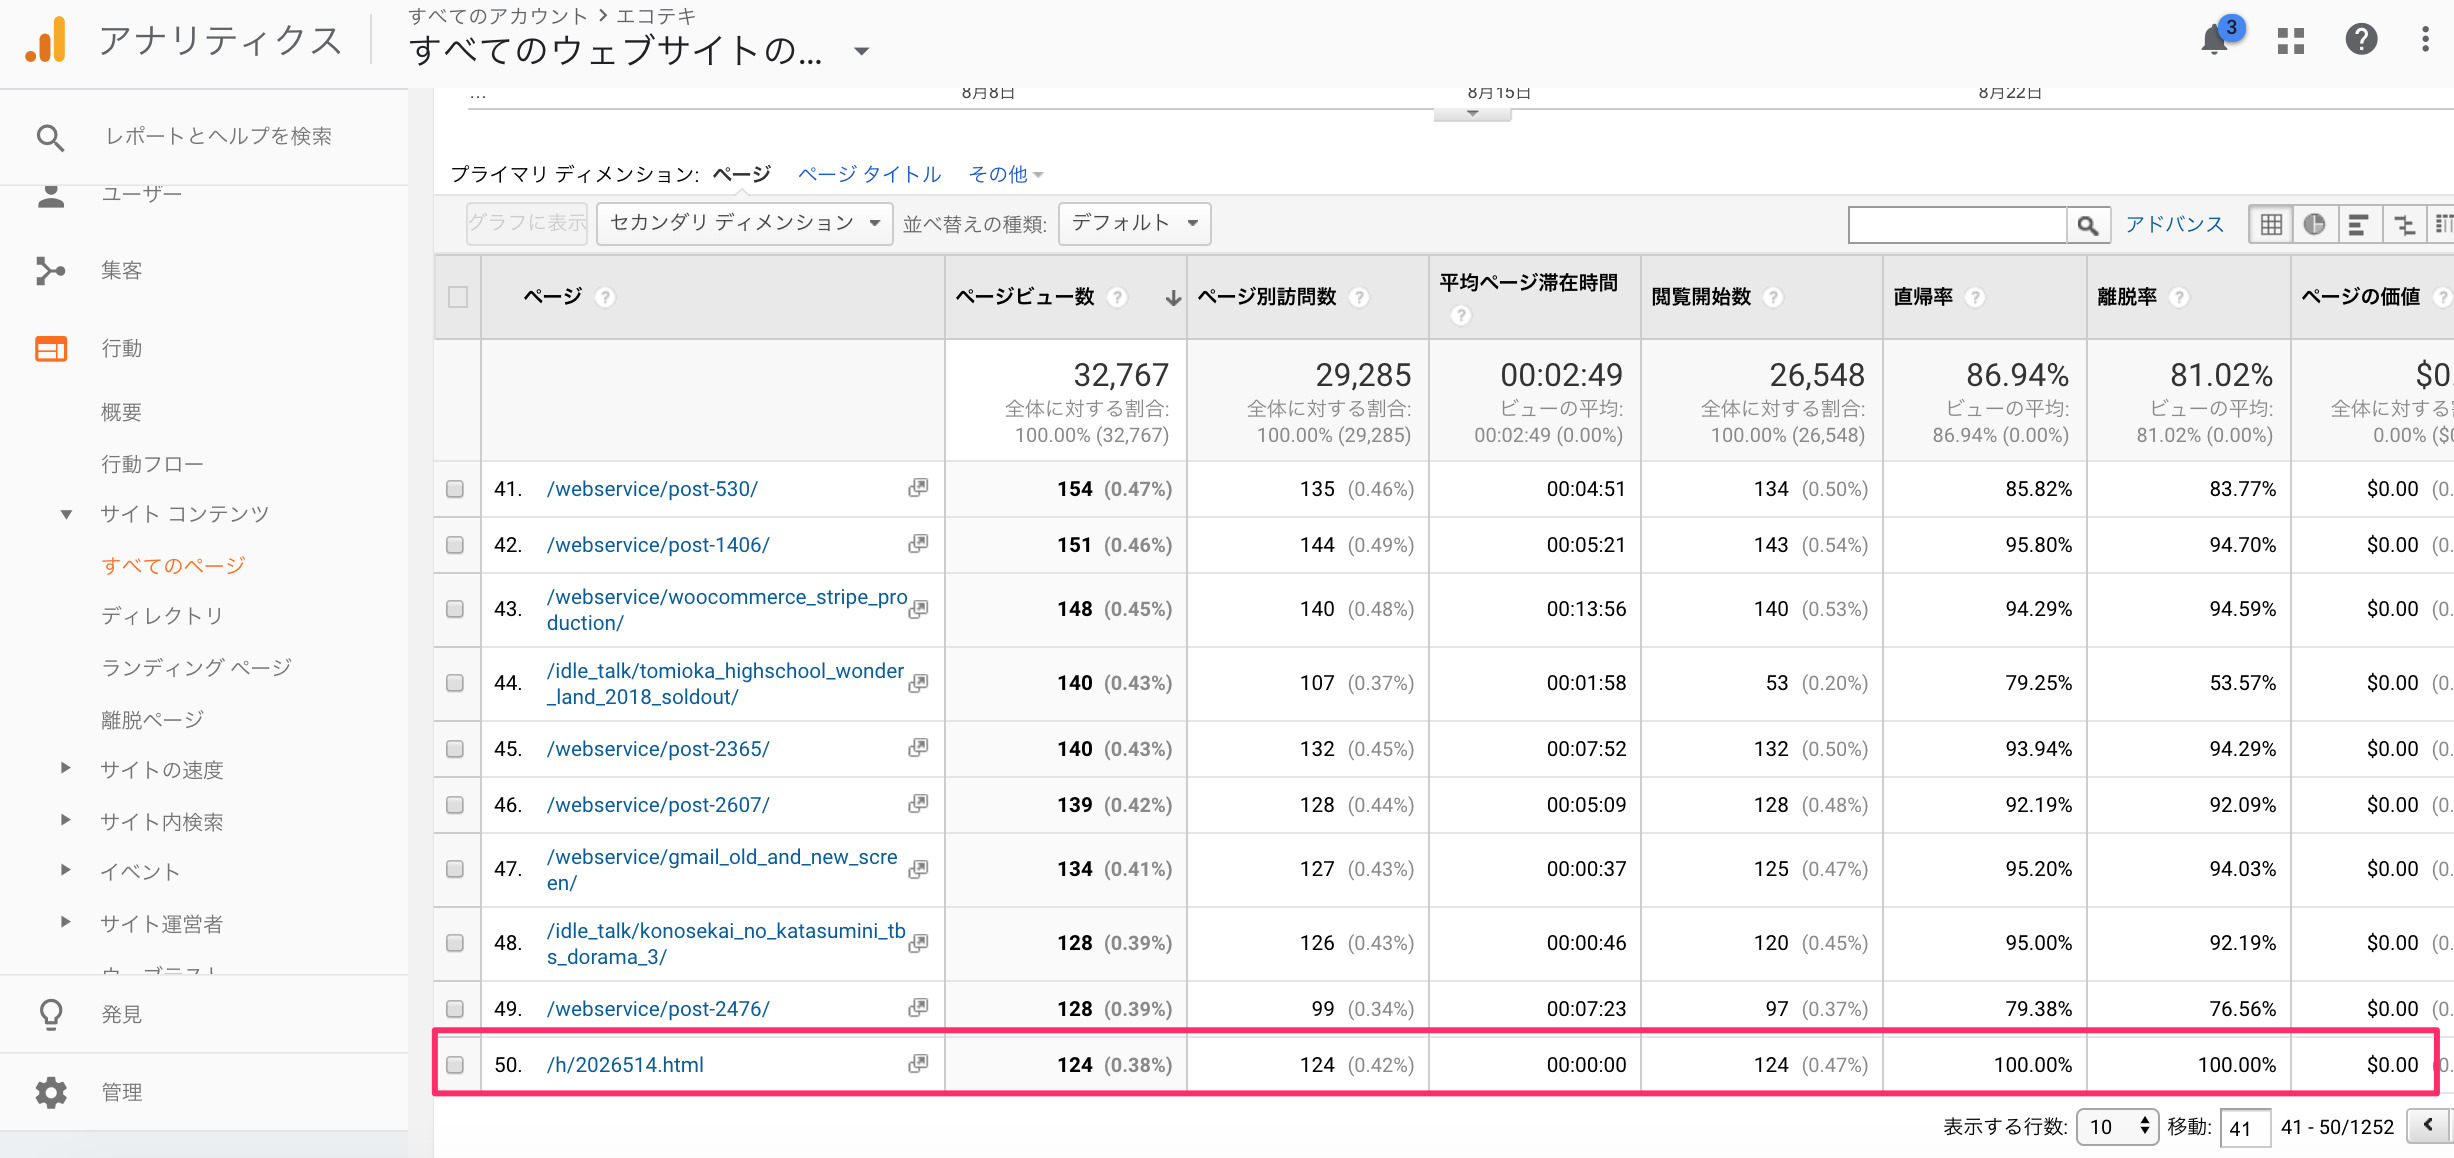 アナリティクス
すべてのアカウント > エコテキ
すべてのウェブサイトの...
3
レポートとヘルプを検索
ユーザー
集客
行動
概要
行動フロー
サイト コンテンツ
すべてのページ
ディレクトリ
ランディング ページ
離脱ページ
サイトの速度
サイト内検索
イベント
サイト運営者
発見
管理
... 8月8日 8月15日 8月22日
プライマリ ディメンション: ページ ページ タイトル その他
グラフに表示 セカンダリ ディメンション 並べ替えの種類: デフォルト アドバンス
ページ ページビュー数 ページ別訪問数 平均ページ滞在時間 閲覧開始数 直帰率 離脱率 ページの価値
32,767 29,285 00:02:49 26,548 86.94% 81.02% $0.
全体に対する割合: 全体に対する割合: ビューの平均: 全体に対する割合: ビューの平均: ビューの平均: 全体に対する
100.00% (32,767) 100.00% (29,285) 00:02:49 (0.00%) 100.00% (26,548) 86.94% (0.00%) 81.02% (0.00%) 0.00% ($
41. /webservice/post-530/ 154 (0.47%) 135 (0.46%) 00:04:51 134 (0.50%) 85.82% 83.77% $0.00 (0.
42. /webservice/post-1406/ 151 (0.46%) 144 (0.49%) 00:05:21 143 (0.54%) 95.80% 94.70% $0.00 (0.
43. /webservice/woocommerce_stripe_pro
duction/ 148 (0.45%) 140 (0.48%) 00:13:56 140 (0.53%) 94.29% 94.59% $0.00 (0.
44. /idle_talk/tomioka_highschool_wonder
_land_2018_soldout/ 140 (0.43%) 107 (0.37%) 00:01:58 53 (0.20%) 79.25% 53.57% $0.00 (0.
45. /webservice/post-2365/ 140 (0.43%) 132 (0.45%) 00:07:52 132 (0.50%) 93.94% 94.29% $0.00 (0.
46. /webservice/post-2607/ 139 (0.42%) 128 (0.44%) 00:05:09 128 (0.48%) 92.19% 92.09% $0.00 (0.
47. /webservice/gmail_old_and_new_scre
en/ 134 (0.41%) 127 (0.43%) 00:00:37 125 (0.47%) 95.20% 94.03% $0.00 (0.
48. /idle_talk/konosekai_no_katasumini_tb
s_dorama_3/ 128 (0.39%) 126 (0.43%) 00:00:46 120 (0.45%) 95.00% 92.19% $0.00 (0.
49. /webservice/post-2476/ 128 (0.39%) 99 (0.34%) 00:07:23 97 (0.37%) 79.38% 76.56% $0.00 (0.
50. /h/2026514.html 124 (0.38%) 124 (0.42%) 00:00:00 124 (0.47%) 100.00% 100.00% $0.00 0.
表示する行数: 10 移動: 41 41 - 50/1252